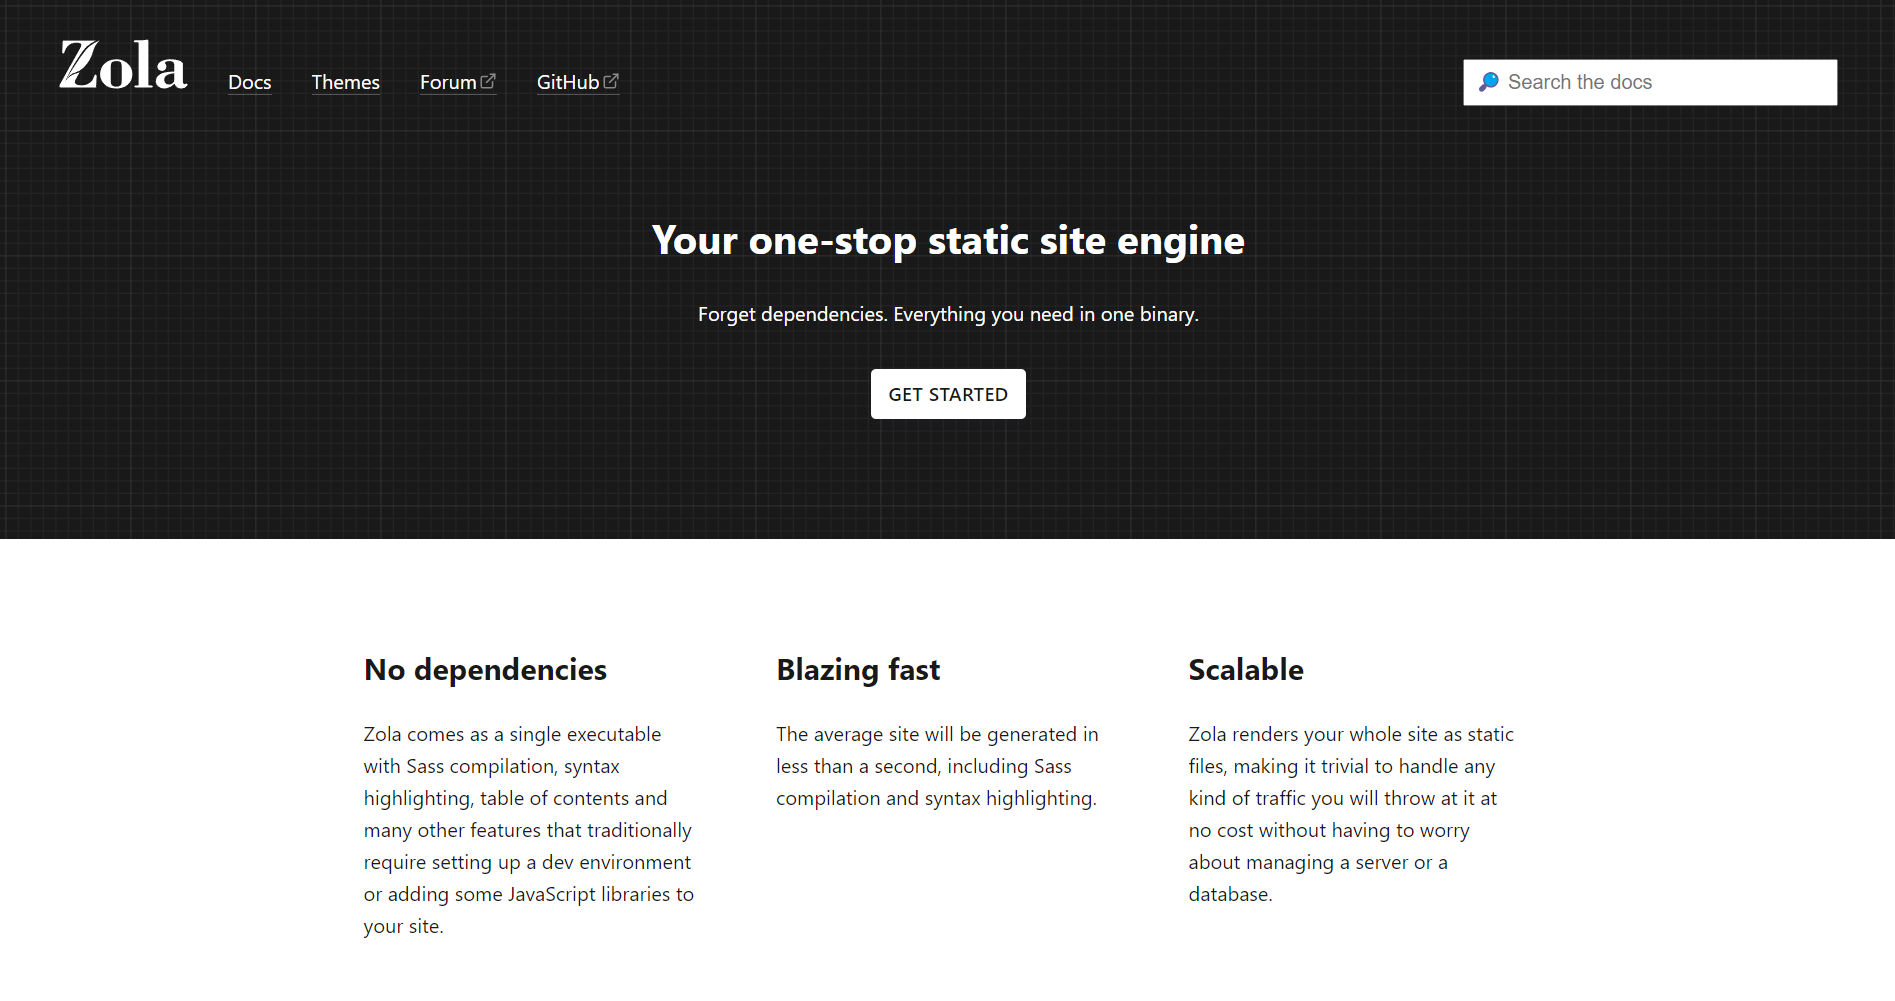 Zola
Docs
Themes
Forum
GitHub
Search the docs
Your one-stop static site engine
Forget dependencies. Everything you need in one binary.
GET STARTED
No dependencies
Zola comes as a single executable
with Sass compilation, syntax
highlighting, table of contents and
many other features that traditionally
require setting up a dev environment
or adding some JavaScript libraries to
your site.
Blazing fast
The average site will be generated in
less than a second, including Sass
compilation and syntax highlighting.
Scalable
Zola renders your whole site as static
files, making it trivial to handle any
kind of traffic you will throw at it at
no cost without having to worry
about managing a server or a
database.